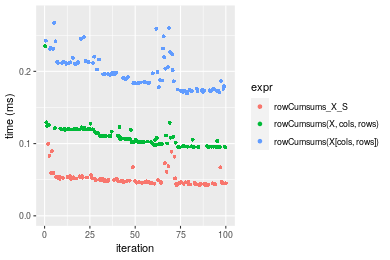 time (ms)
0.2
0.1
0.0
0
25
50
75
100
iteration
expr
rowCumsums_X_S
rowCumsums(X, cols, rows)
rowCumsums(X[cols, rows])